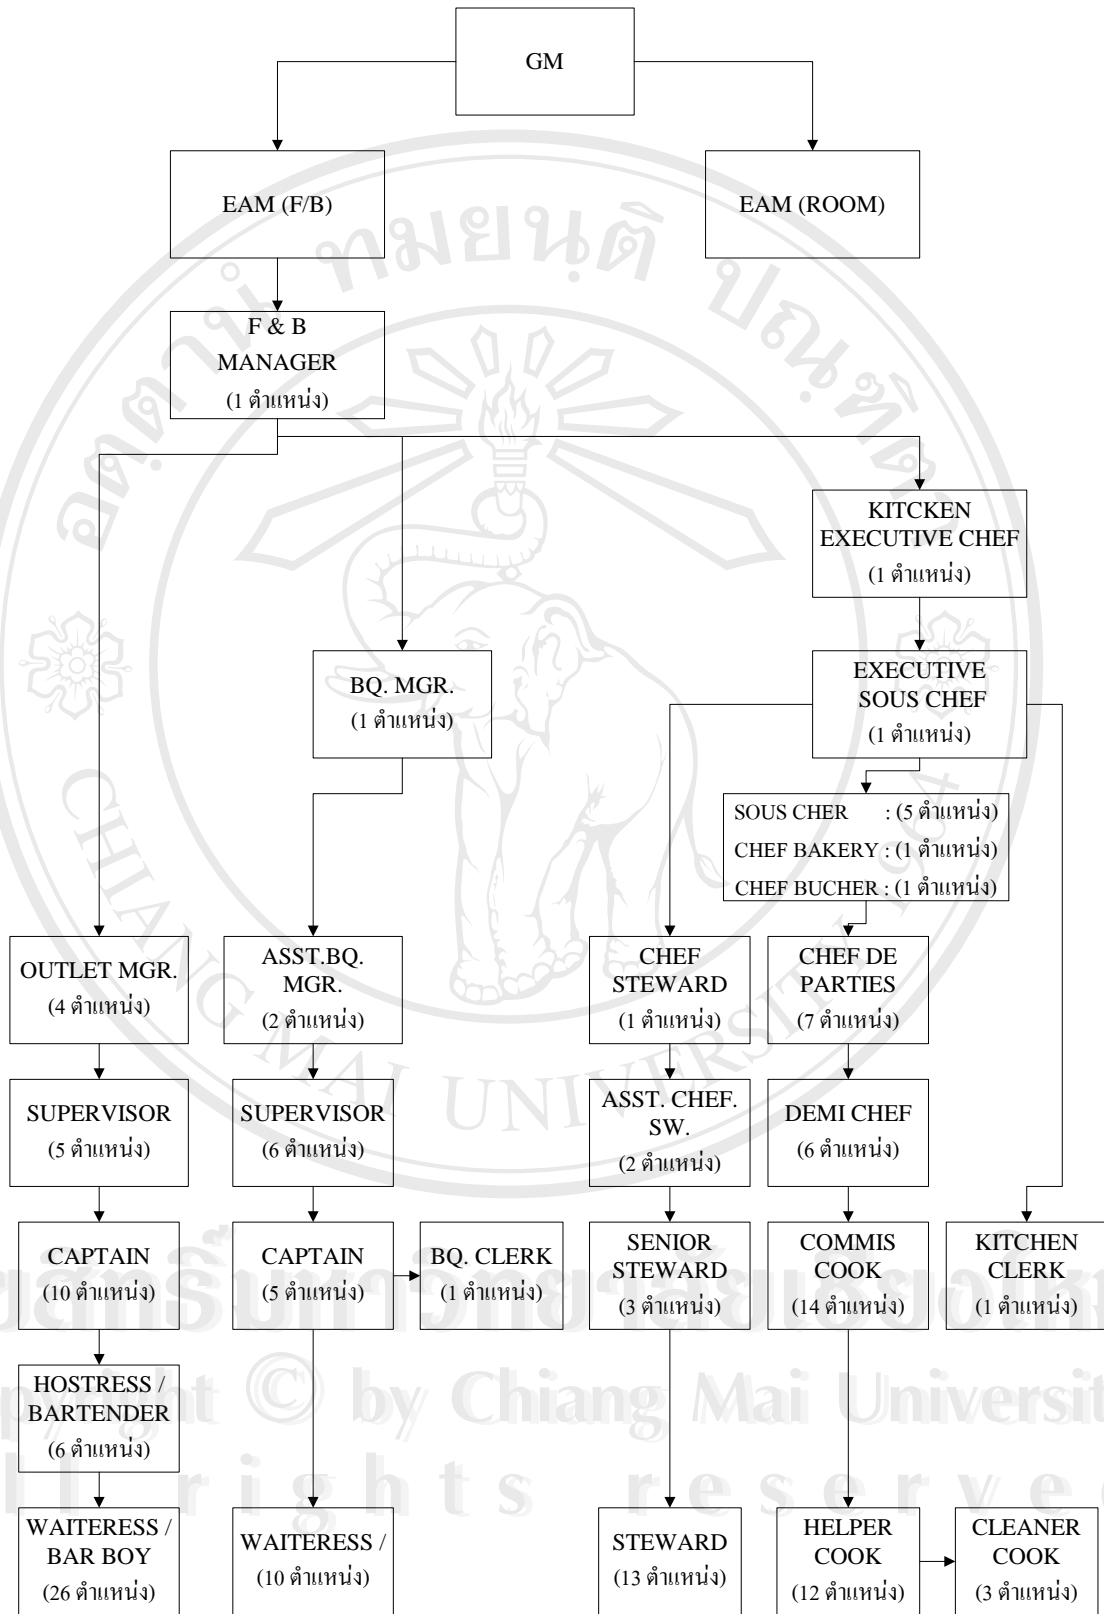 GM
EAM (F/B)
EAM (ROOM)
F & B
MANAGER
(1 ตำแหน่ง)
KITCKEN
EXECUTIVE CHEF
(1 ตำแหน่ง)
BQ. MGR.
(1 ตำแหน่ง)
EXECUTIVE
SOUS CHEF
(1 ตำแหน่ง)
SOUS CHER : (5 ตำแหน่ง)
CHEF BAKERY : (1 ตำแหน่ง)
CHEF BUCHER : (1 ตำแหน่ง)
OUTLET MGR.
(4 ตำแหน่ง)
ASST.BQ.
MGR.
(2 ตำแหน่ง)
CHEF
STEWARD
(1 ตำแหน่ง)
CHEF DE
PARTIES
(7 ตำแหน่ง)
SUPERVISOR
(5 ตำแหน่ง)
SUPERVISOR
(6 ตำแหน่ง)
ASST. CHEF.
SW.
(2 ตำแหน่ง)
DEMI CHEF
(6 ตำแหน่ง)
CAPTAIN
(10 ตำแหน่ง)
CAPTAIN
(5 ตำแหน่ง)
BQ. CLERK
(1 ตำแหน่ง)
SENIOR
STEWARD
(3 ตำแหน่ง)
COMMIS
COOK
(14 ตำแหน่ง)
KITCHEN
CLERK
(1 ตำแหน่ง)
HOSTRESS /
BARTENDER
(6 ตำแหน่ง)
WAITERESS /
BAR BOY
(26 ตำแหน่ง)
WAITERESS /
(10 ตำแหน่ง)
STEWARD
(13 ตำแหน่ง)
HELPER
COOK
(12 ตำแหน่ง)
CLEANER
COOK
(3 ตำแหน่ง)
CHIANG MAI UNIVERSITY 1964
by Chiang Mai
rights